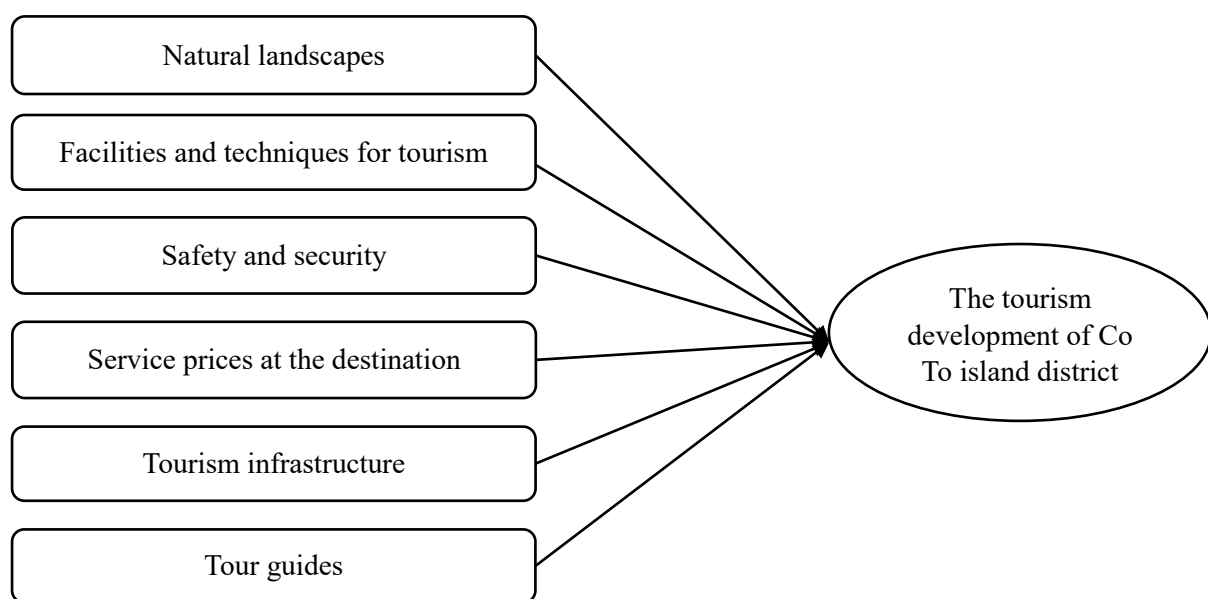 Natural landscapes
Facilities and techniques for tourism
Safety and security
Service prices at the destination
Tourism infrastructure
Tour guides
The tourism
development of Co
To island district